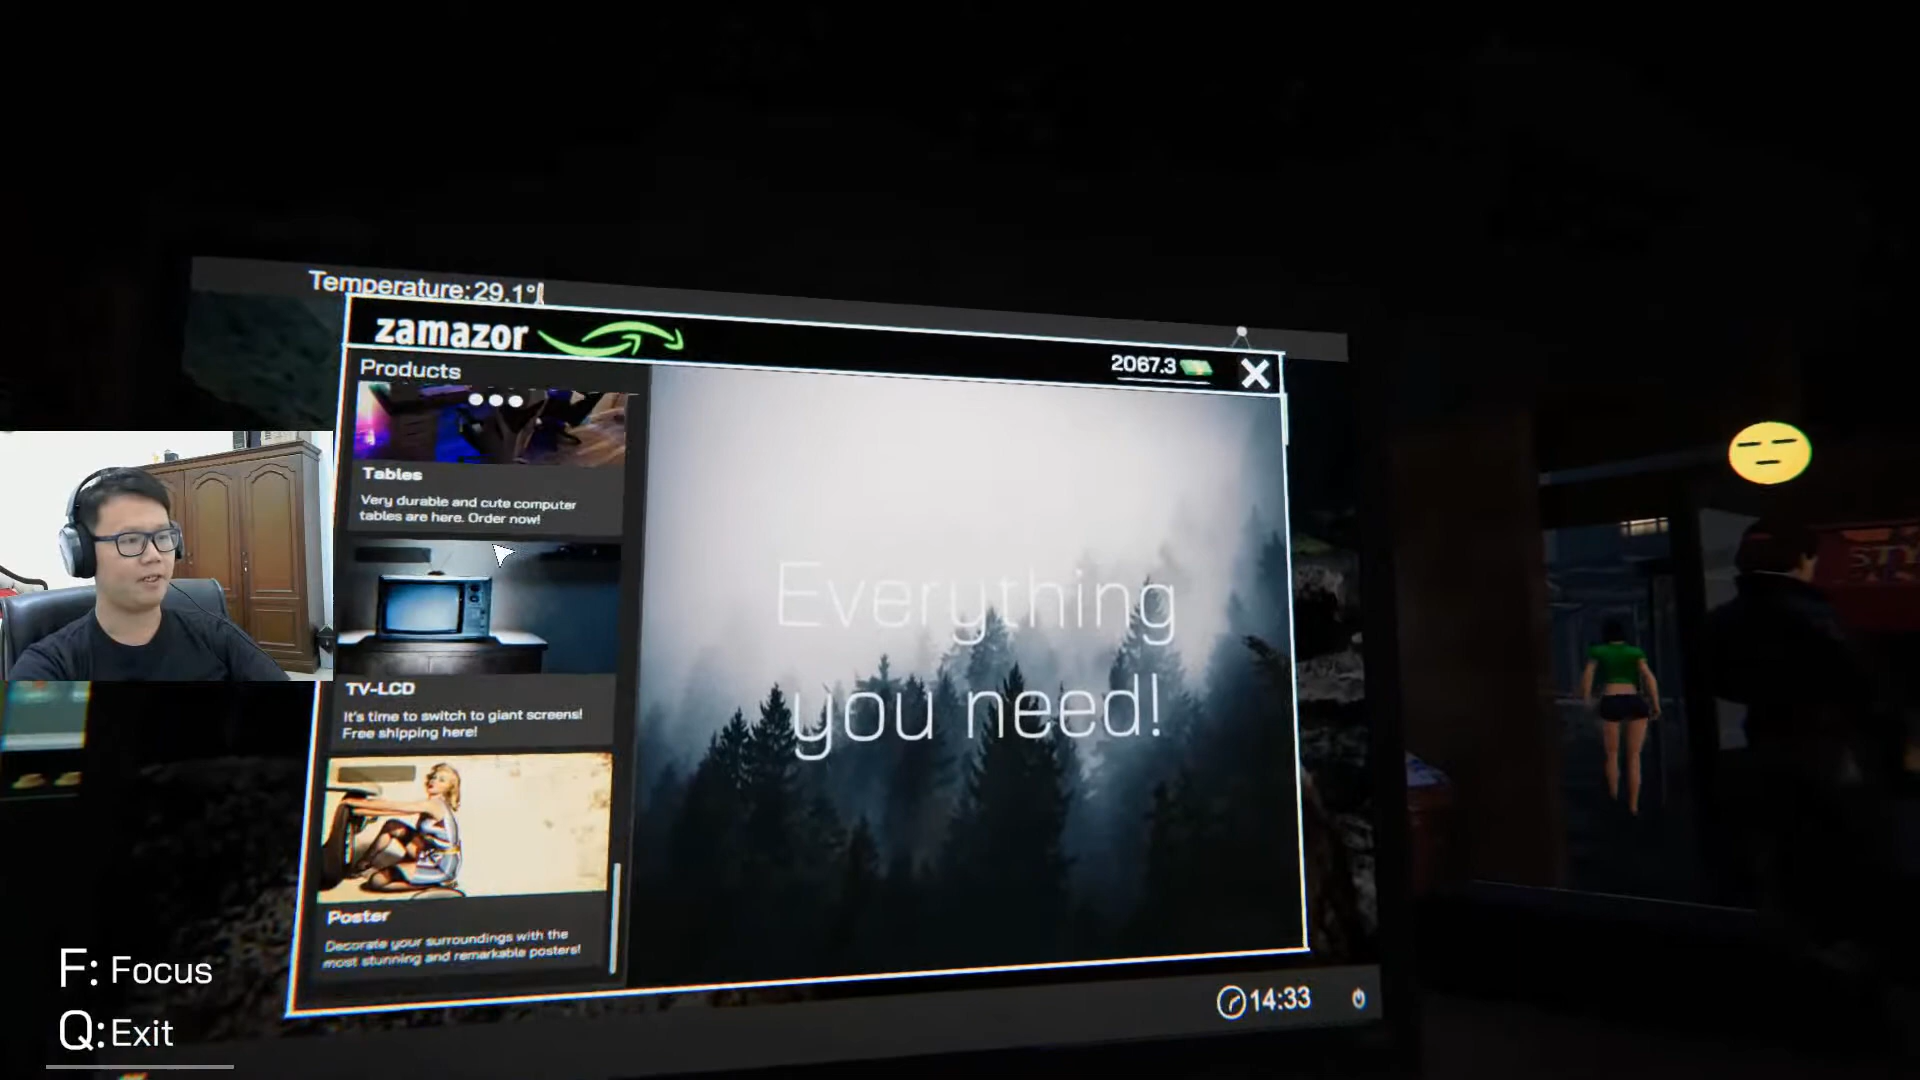 Temperature: 29.1°
zamazor
2067.3
Products
Tables
Very durable and cute computer
tables are here. Order now!
TV-LCD
It's time to switch to giant screens!
Free shipping here!
Poster
Decorate your surroundings with the
most stunning and remarkable posters!
Everything
you need!
STY
F: Focus
Q: Exit
14:33